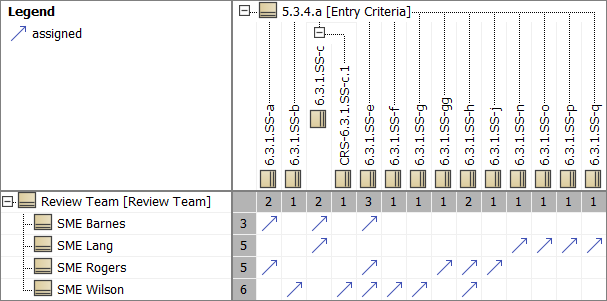 Legend
assigned
5.3.4.a [Entry Criteria]
6.3.1.SS-a
6.3.1.SS-b
6.3.1.SS-c
CRS-6.3.1.SS-c.1
6.3.1.SS-e
6.3.1.SS-f
6.3.1.SS-g
6.3.1.SS-gg
6.3.1.SS-h
6.3.1.SS-j
6.3.1.SS-n
6.3.1.SS-o
6.3.1.SS-p
6.3.1.SS-q
Review Team [Review Team] 2 1 2 1 3 1 1 1 2 1 1 1 1 1
SME Barnes 3
SME Lang 5
SME Rogers 5
SME Wilson 6